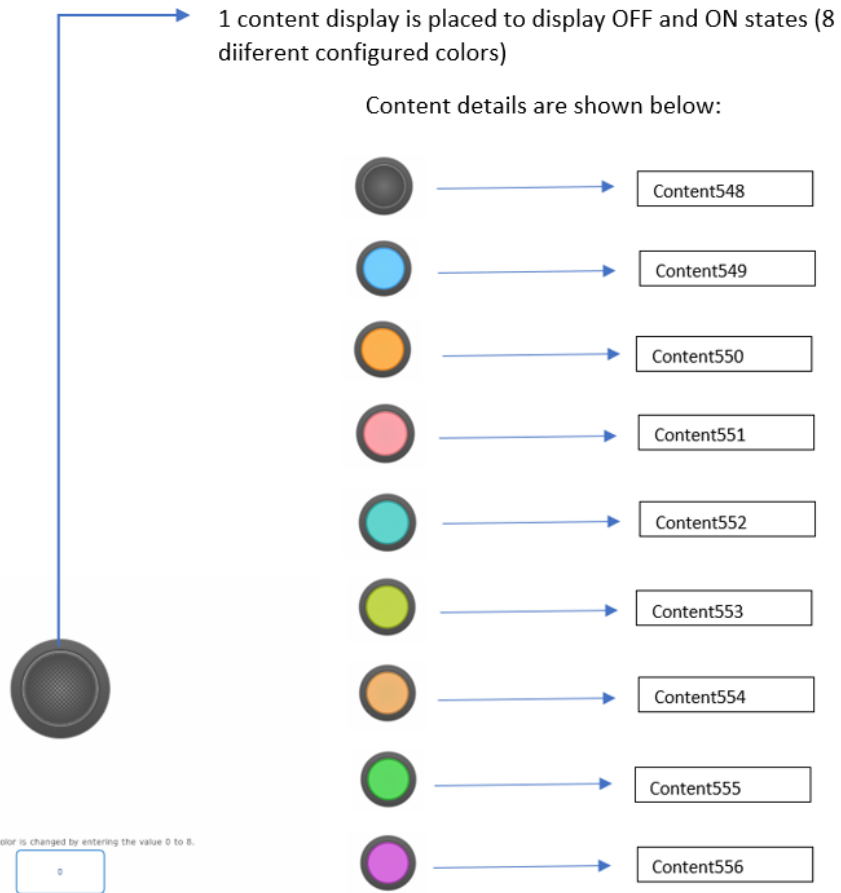 1 content display is placed to display OFF and ON states (8
diiferent configured colors)
Content details are shown below:
Content548
Content549
Content550
Content551
Content552
Content553
Content554
Content555
Content556
olor is changed by entering the value 0 to 8.
0